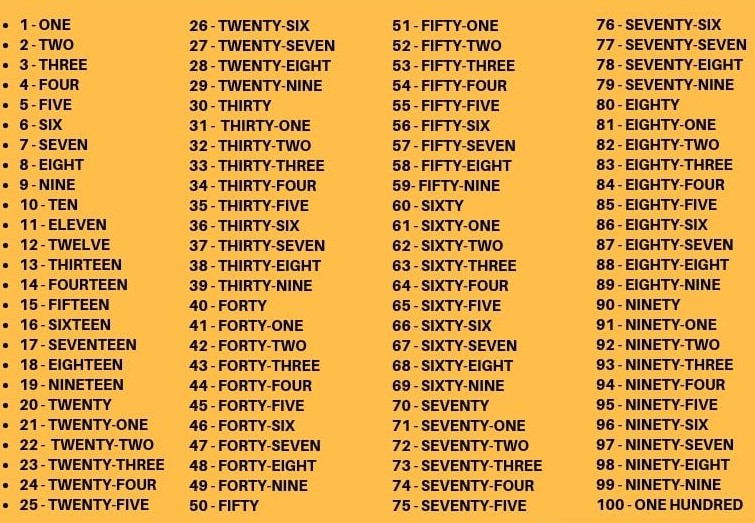 • 1 - ONE
• 2 - TWO
• 3 - THREE
• 4 - FOUR
• 5 - FIVE
• 6 - SIX
• 7 - SEVEN
• 8 - EIGHT
• 9 - NINE
• 10 - TEN
• 11 - ELEVEN
• 12 - TWELVE
• 13 - THIRTEEN
• 14 - FOURTEEN
• 15 - FIFTEEN
• 16 - SIXTEEN
• 17 - SEVENTEEN
• 18 - EIGHTEEN
• 19 - NINETEEN
• 20 - TWENTY
• 21 - TWENTY-ONE
• 22 - TWENTY-TWO
• 23 - TWENTY-THREE
• 24 - TWENTY-FOUR
• 25 - TWENTY-FIVE
26 - TWENTY-SIX
27 - TWENTY-SEVEN
28 - TWENTY-EIGHT
29 - TWENTY-NINE
30 - THIRTY
31 - THIRTY-ONE
32 - THIRTY-TWO
33 - THIRTY-THREE
34 - THIRTY-FOUR
35 - THIRTY-FIVE
36 - THIRTY-SIX
37 - THIRTY-SEVEN
38 - THIRTY-EIGHT
39 - THIRTY-NINE
40 - FORTY
41 - FORTY-ONE
42 - FORTY-TWO
43 - FORTY-THREE
44 - FORTY-FOUR
45 - FORTY-FIVE
46 - FORTY-SIX
47 - FORTY-SEVEN
48 - FORTY-EIGHT
49 - FORTY-NINE
50 - FIFTY
51 - FIFTY-ONE
52 - FIFTY-TWO
53 - FIFTY-THREE
54 - FIFTY-FOUR
55 - FIFTY-FIVE
56 - FIFTY-SIX
57 - FIFTY-SEVEN
58 - FIFTY-EIGHT
59- FIFTY-NINE
60 - SIXTY
61 - SIXTY-ONE
62 - SIXTY-TWO
63 - SIXTY-THREE
64 - SIXTY-FOUR
65 - SIXTY-FIVE
66 - SIXTY-SIX
67 - SIXTY-SEVEN
68 - SIXTY-EIGHT
69 - SIXTY-NINE
70 - SEVENTY
71 - SEVENTY-ONE
72 - SEVENTY-TWO
73 - SEVENTY-THREE
74 - SEVENTY-FOUR
75 - SEVENTY-FIVE
76 - SEVENTY-SIX
77 - SEVENTY-SEVEN
78 - SEVENTY-EIGHT
79 - SEVENTY-NINE
80 - EIGHTY
81 - EIGHTY-ONE
82 - EIGHTY-TWO
83 - EIGHTY-THREE
84 - EIGHTY-FOUR
85 - EIGHTY-FIVE
86 - EIGHTY-SIX
87 - EIGHTY-SEVEN
88 - EIGHTY-EIGHT
89 - EIGHTY-NINE
90 - NINETY
91 - NINETY-ONE
92 - NINETY-TWO
93 - NINETY-THREE
94 - NINETY-FOUR
95 - NINETY-FIVE
96 - NINETY-SIX
97 - NINETY-SEVEN
98 - NINETY-EIGHT
99 - NINETY-NINE
100 - ONE HUNDRED